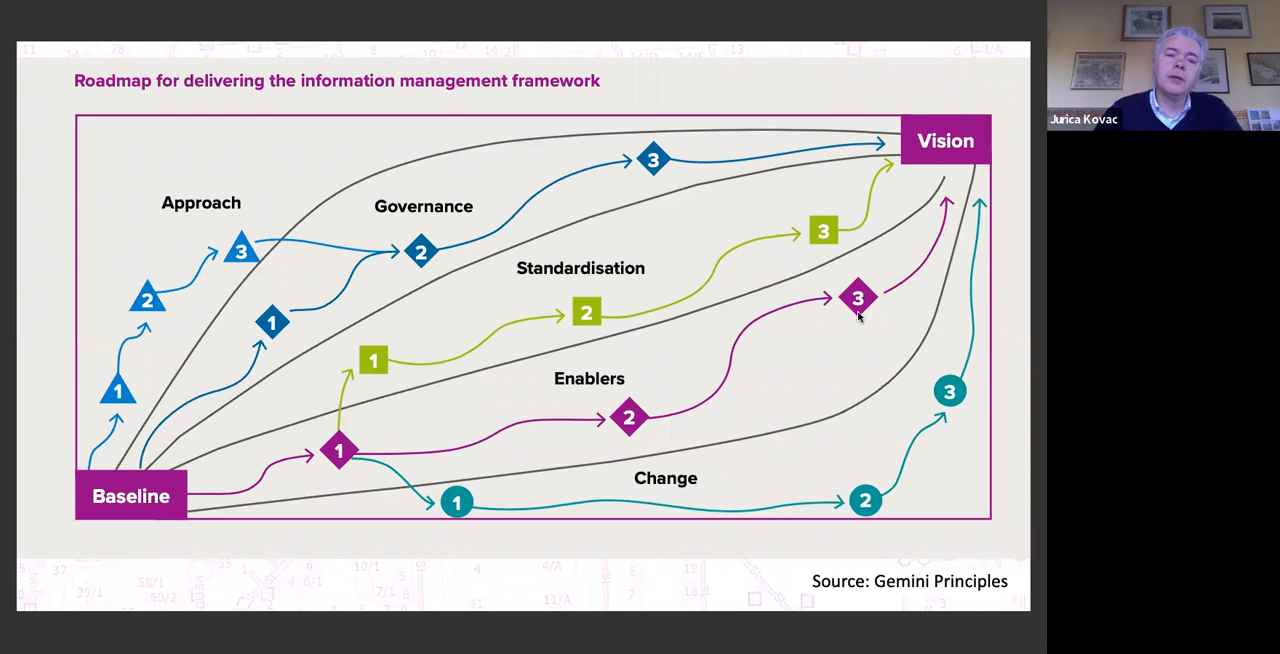 Roadmap for delivering the information management framework
Vision
Approach
Governance
Standardisation
Enablers
Change
Baseline
1
2
3
1
2
3
1
2
3
1
2
3
1
2
3
Source: Gemini Principles
Jurica Kovac